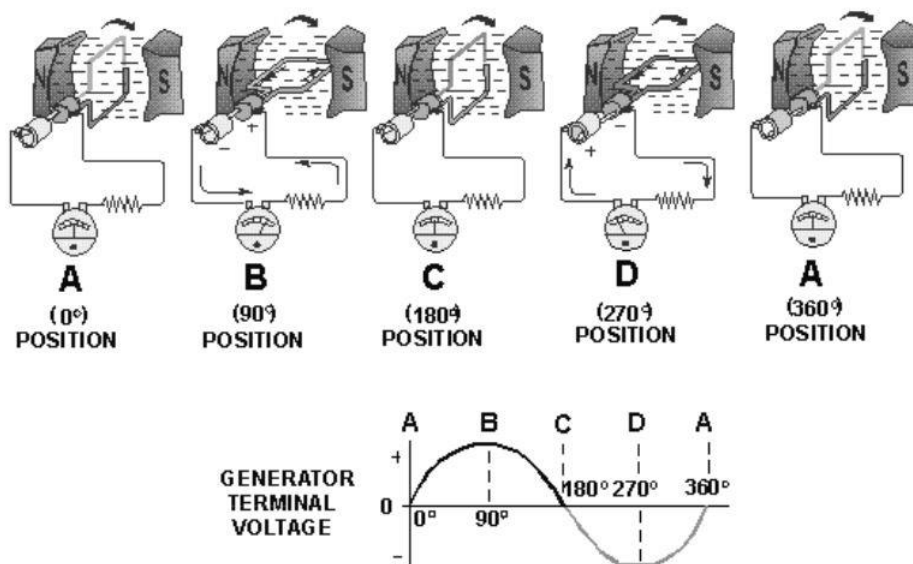 N S
N S
N S
N S
N S
+
-
-
+
A B C D A
(0°) (90°) (180°) (270°) (360°)
POSITION POSITION POSITION POSITION POSITION
A B C D A
+
GENERATOR
TERMINAL
VOLTAGE
0
0° 90° 180° 270° 360°
-